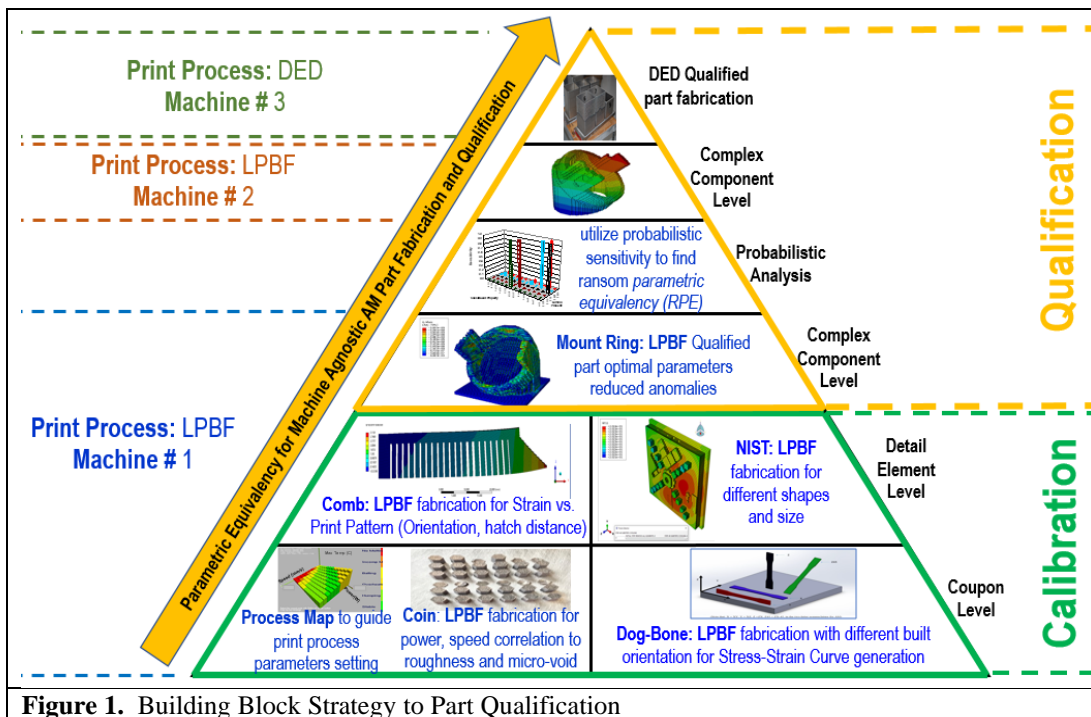 Print Process: DED
Machine # 3
Print Process: LPBF
Machine # 2
Print Process: LPBF
Machine # 1
Parametric Equivalency for Machine Agnostic AM Part Fabrication and Qualification
DED Qualified
part fabrication
Complex
Component
Level
utilize probabilistic
sensitivity to find
ransom parametric
equivalency (RPE)
Probabilistic
Analysis
Mount Ring: LPBF Qualified
part optimal parameters
reduced anomalies
Complex
Component
Level
Qualification
Comb: LPBF fabrication for Strain vs.
Print Pattern (Orientation, hatch distance)
NIST: LPBF
fabrication for
different shapes
and size
Detail
Element
Level
Process Map to guide
print process
parameters setting
Coin: LPBF fabrication for
power, speed correlation to
roughness and micro-void
Dog-Bone: LPBF fabrication with different built
orientation for Stress-Strain Curve generation
Coupon
Level
Calibration
Figure 1. Building Block Strategy to Part Qualification